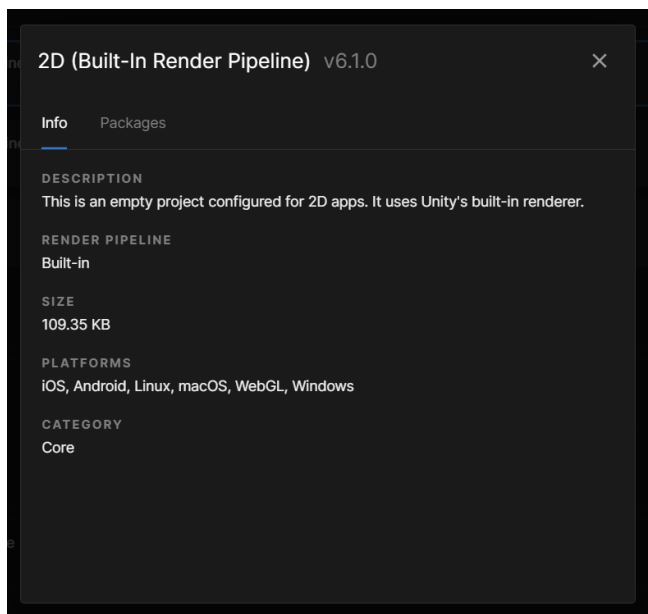 2D (Built-In Render Pipeline) v6.1.0
Info Packages
DESCRIPTION
This is an empty project configured for 2D apps. It uses Unity's built-in renderer.
RENDER PIPELINE
Built-in
SIZE
109.35 KB
PLATFORMS
iOS, Android, Linux, macOS, WebGL, Windows
CATEGORY
Core